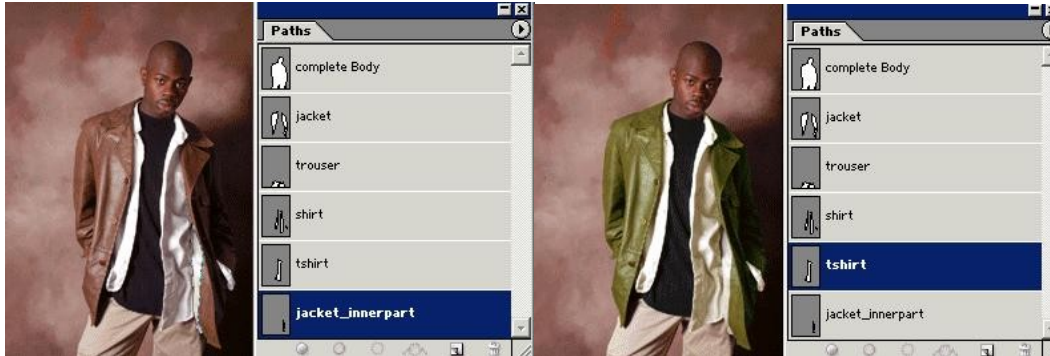 Paths
complete Body
jacket
trouser
shirt
tshirt
jacket_innerpart
Paths
complete Body
jacket
trouser
shirt
tshirt
jacket_innerpart